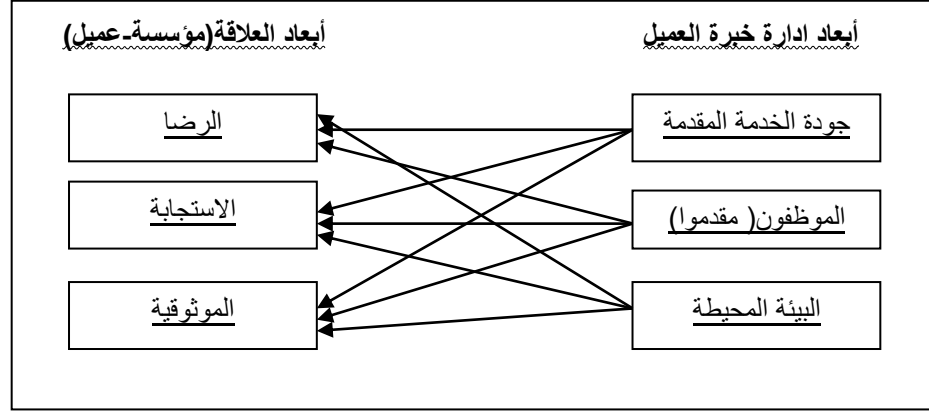 أبعاد ادارة خبرة العميل
أبعاد العلاقة(مؤسسة-عميل)
جودة الخدمة المقدمة
الرضا
الموظفون( مقدموا)
الاستجابة
البيئة المحيطة
الموثوقية